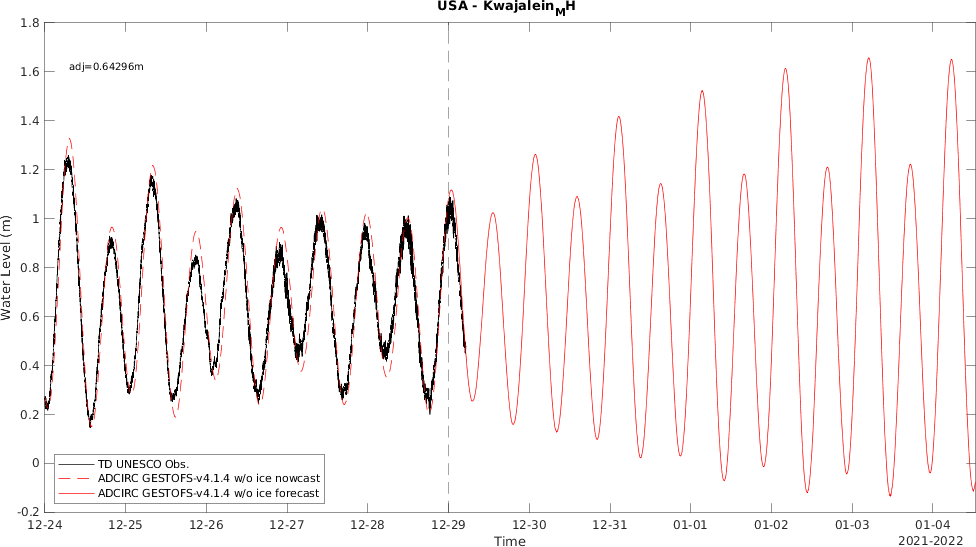 USA - Kwajalein_MH
1.8
1.6
1.4
1.2
1
0.8
0.6
0.4
0.2
0
-0.2
Water Level (m)
adj=0.64296m
TD UNESCO Obs.
ADCIRC GESTOFS-v4.1.4 w/o ice nowcast
ADCIRC GESTOFS-v4.1.4 w/o ice forecast
12-24 12-25 12-26 12-27 12-28 12-29 12-30 12-31 01-01 01-02 01-03 01-04
Time
2021-2022